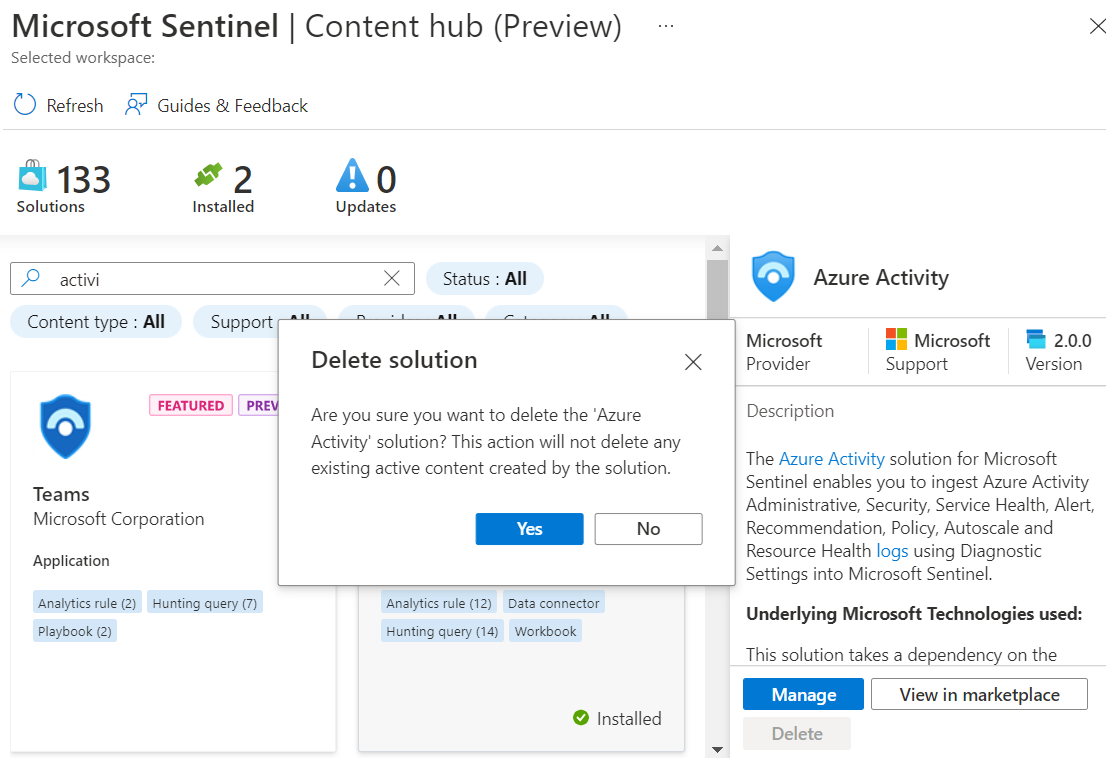 Microsoft Sentinel | Content hub (Preview) ...
Selected workspace:
Refresh Guides & Feedback
133 2 0
Solutions Installed Updates
activi Status : All
Content type : All Support All All All
Azure Activity
Microsoft Microsoft 2.0.0
Provider Support Version
Delete solution
Are you sure you want to delete the 'Azure
Activity' solution? This action will not delete any
existing active content created by the solution.
Yes No
FEATURED PREV
Teams
Microsoft Corporation
Application
Analytics rule (2) Hunting query (7)
Playbook (2)
Analytics rule (12) Data connector
Hunting query (14) Workbook
Installed
Description
The Azure Activity solution for Microsoft
Sentinel enables you to ingest Azure Activity
Administrative, Security, Service Health, Alert,
Recommendation, Policy, Autoscale and
Resource Health logs using Diagnostic
Settings into Microsoft Sentinel.
Underlying Microsoft Technologies used:
This solution takes a dependency on the
Manage View in marketplace
Delete